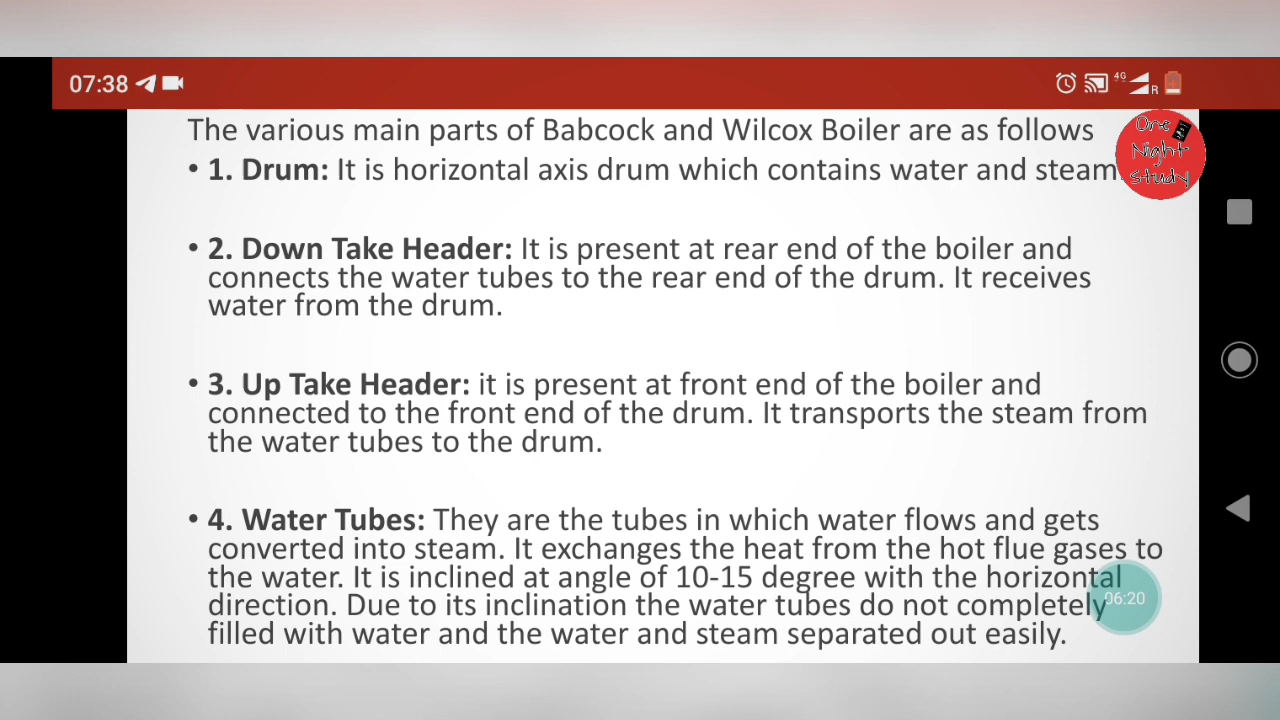 07:38
4G
R
The various main parts of Babcock and Wilcox Boiler are as follows
One
Night
Study
• 1. Drum: It is horizontal axis drum which contains water and steam.
• 2. Down Take Header: It is present at rear end of the boiler and
connects the water tubes to the rear end of the drum. It receives
water from the drum.
• 3. Up Take Header: it is present at front end of the boiler and
connected to the front end of the drum. It transports the steam from
the water tubes to the drum.
• 4. Water Tubes: They are the tubes in which water flows and gets
converted into steam. It exchanges the heat from the hot flue gases to
the water. It is inclined at angle of 10-15 degree with the horizontal
direction. Due to its inclination the water tubes do not completely
06:20
filled with water and the water and steam separated out easily.